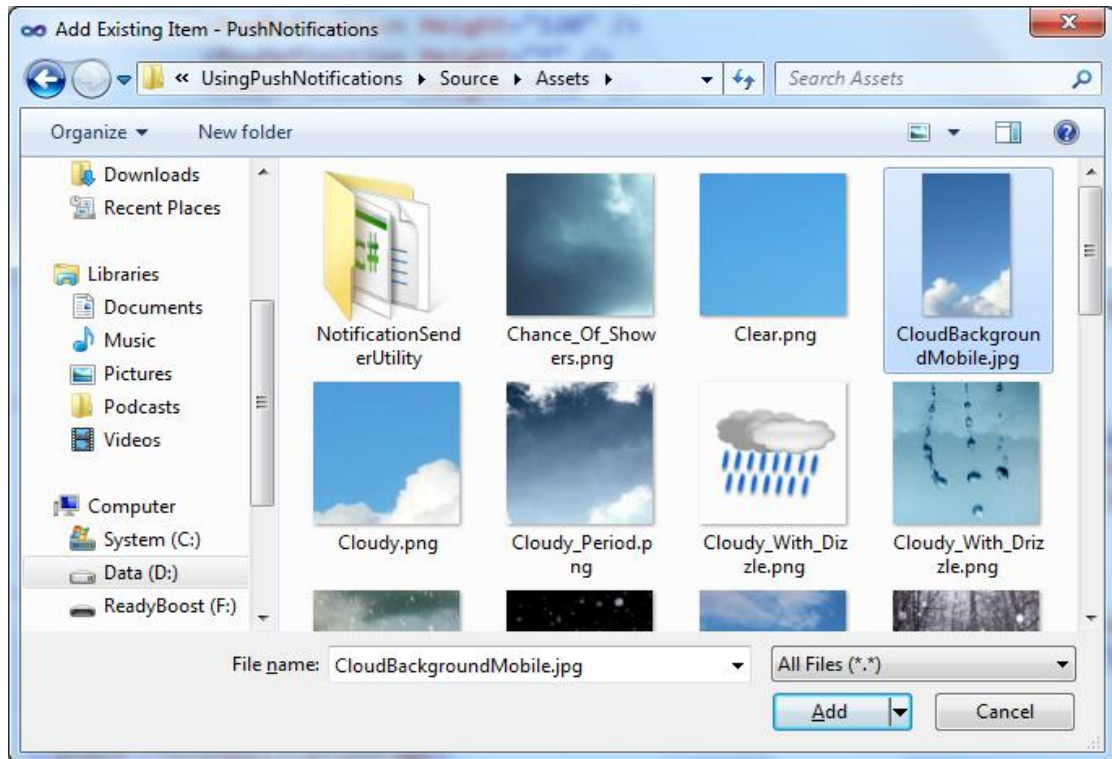 Add Existing Item - PushNotifications
« UsingPushNotifications ▸ Source ▸ Assets ▸
Search Assets
Organize
New folder
Downloads
Recent Places
Libraries
Documents
Music
Pictures
Podcasts
Videos
Computer
System (C:)
Data (D:)
ReadyBoost (F:)
NotificationSend
erUtility
Chance_Of_Show
ers.png
Clear.png
CloudBackgroun
dMobile.jpg
Cloudy.png
Cloudy_Period.p
ng
Cloudy_With_Diz
zle.png
Cloudy_With_Driz
zle.png
File name: CloudBackgroundMobile.jpg
All Files (*.*)
Add
Cancel